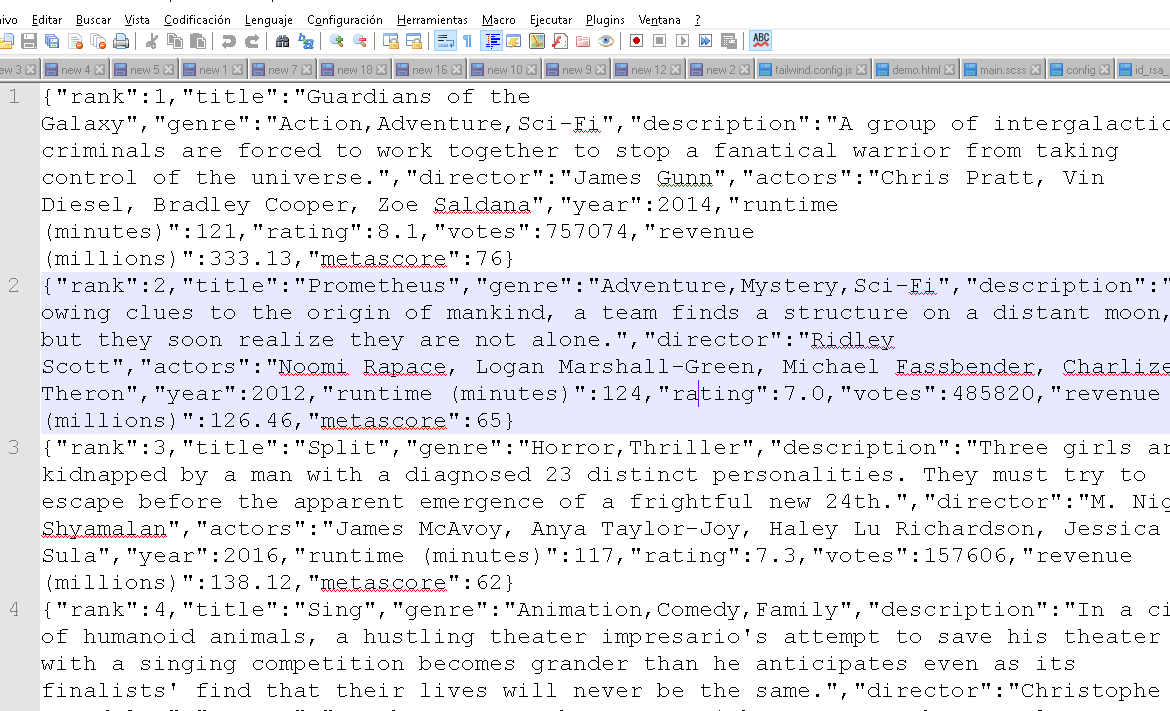 Editar Buscar Vista Codificación Lenguaje Configuración Herramientas Macro Ejecutar Plugins Ventana ?
ABC
new 3 new 4 new 5 new 1 new 7 new 18 new 16 new 10 new 9 new 12 new 2 tailwind.config.js demo.html main.scss config id_rsa_
1 {"rank":1,"title":"Guardians of the
Galaxy","genre":"Action,Adventure,Sci-Fi","description":"A group of intergalactic
criminals are forced to work together to stop a fanatical warrior from taking
control of the universe.","director":"James Gunn","actors":"Chris Pratt, Vin
Diesel, Bradley Cooper, Zoe Saldana","year":2014,"runtime
(minutes)":121,"rating":8.1,"votes":757074,"revenue
(millions)":333.13,"metascore":76}
2 {"rank":2,"title":"Prometheus","genre":"Adventure,Mystery,Sci-Fi","description":"
owing clues to the origin of mankind, a team finds a structure on a distant moon,
but they soon realize they are not alone.","director":"Ridley
Scott","actors":"Noomi Rapace, Logan Marshall-Green, Michael Fassbender, Charlize
Theron","year":2012,"runtime (minutes)":124,"rating":7.0,"votes":485820,"revenue
(millions)":126.46,"metascore":65}
3 {"rank":3,"title":"Split","genre":"Horror,Thriller","description":"Three girls ar
kidnapped by a man with a diagnosed 23 distinct personalities. They must try to
escape before the apparent emergence of a frightful new 24th.","director":"M. Nig
Shyamalan","actors":"James McAvoy, Anya Taylor-Joy, Haley Lu Richardson, Jessica
Sula","year":2016,"runtime (minutes)":117,"rating":7.3,"votes":157606,"revenue
(millions)":138.12,"metascore":62}
4 {"rank":4,"title":"Sing","genre":"Animation,Comedy,Family","description":"In a ci
of humanoid animals, a hustling theater impresario's attempt to save his theater
with a singing competition becomes grander than he anticipates even as its
finalists' find that their lives will never be the same.","director":"Christophe